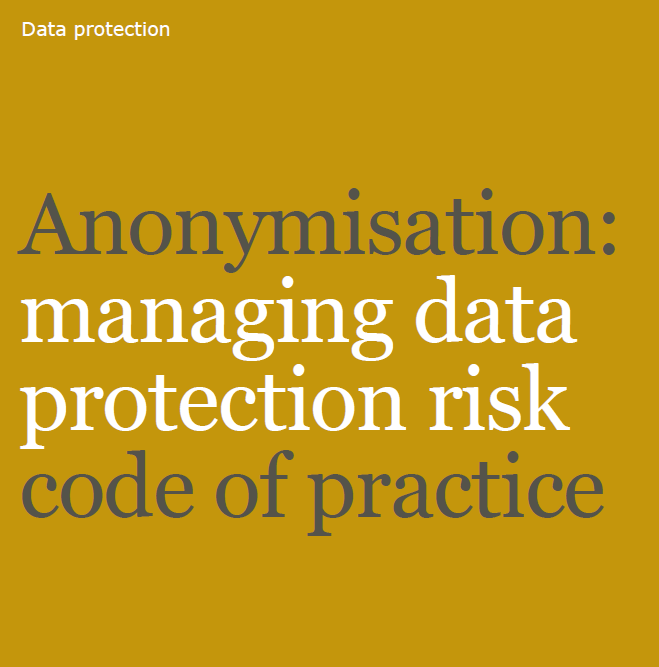 Data protection
Anonymisation:
managing data
protection risk
code of practice